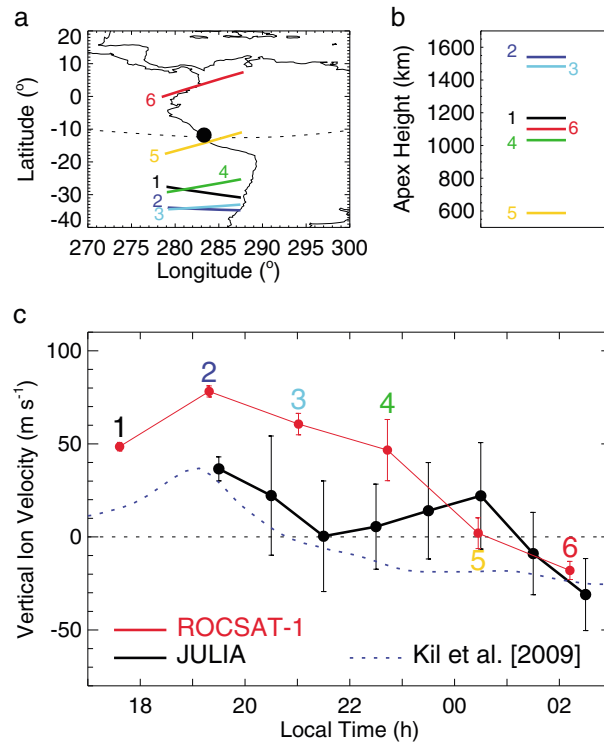 a
20
10
0
-10
-20
-30
-40
Latitude (°)
6
5
4
1
2
3
270 275 280 285 290 295 300
Longitude (°)
b
1600
1400
1200
1000
800
600
Apex Height (km)
2
3
1
6
4
5
c
100
50
0
-50
Vertical Ion Velocity (m s⁻¹)
1
2
3
4
5
6
ROCSAT-1
JULIA
Kil et al. [2009]
18 20 22 00 02
Local Time (h)